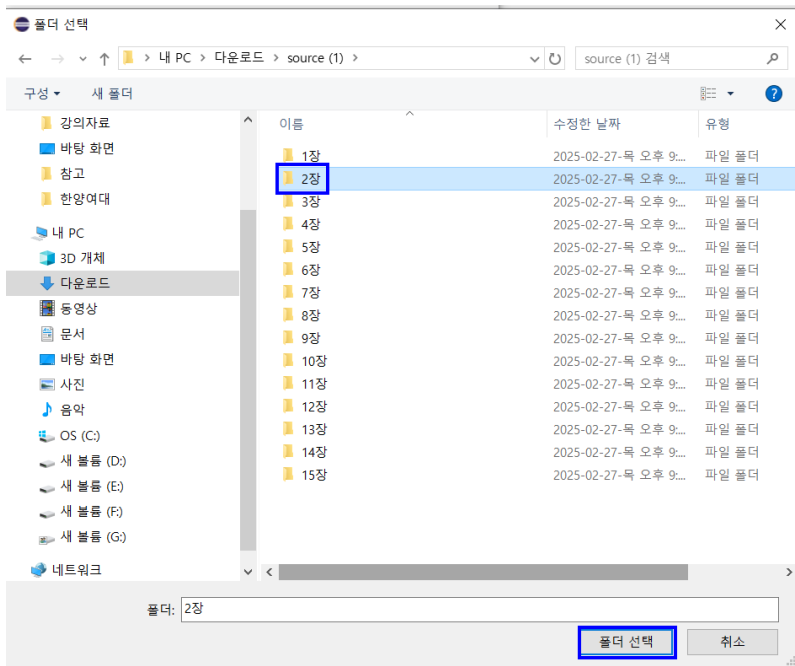 폴더 선택
내 PC > 다운로드 > source (1) >
source (1) 검색
구성
새 폴더
강의자료
바탕 화면
참고
한양여대
내 PC
3D 개체
다운로드
동영상
문서
바탕 화면
사진
음악
OS (C:)
새 볼륨 (D:)
새 볼륨 (E:)
새 볼륨 (F:)
새 볼륨 (G:)
네트워크
이름 수정한 날짜 유형
1장 2025-02-27-목 오후 9:... 파일 폴더
2장 2025-02-27-목 오후 9:... 파일 폴더
3장 2025-02-27-목 오후 9:... 파일 폴더
4장 2025-02-27-목 오후 9:... 파일 폴더
5장 2025-02-27-목 오후 9:... 파일 폴더
6장 2025-02-27-목 오후 9:... 파일 폴더
7장 2025-02-27-목 오후 9:... 파일 폴더
8장 2025-02-27-목 오후 9:... 파일 폴더
9장 2025-02-27-목 오후 9:... 파일 폴더
10장 2025-02-27-목 오후 9:... 파일 폴더
11장 2025-02-27-목 오후 9:... 파일 폴더
12장 2025-02-27-목 오후 9:... 파일 폴더
13장 2025-02-27-목 오후 9:... 파일 폴더
14장 2025-02-27-목 오후 9:... 파일 폴더
15장 2025-02-27-목 오후 9:... 파일 폴더
폴더: 2장
폴더 선택 취소